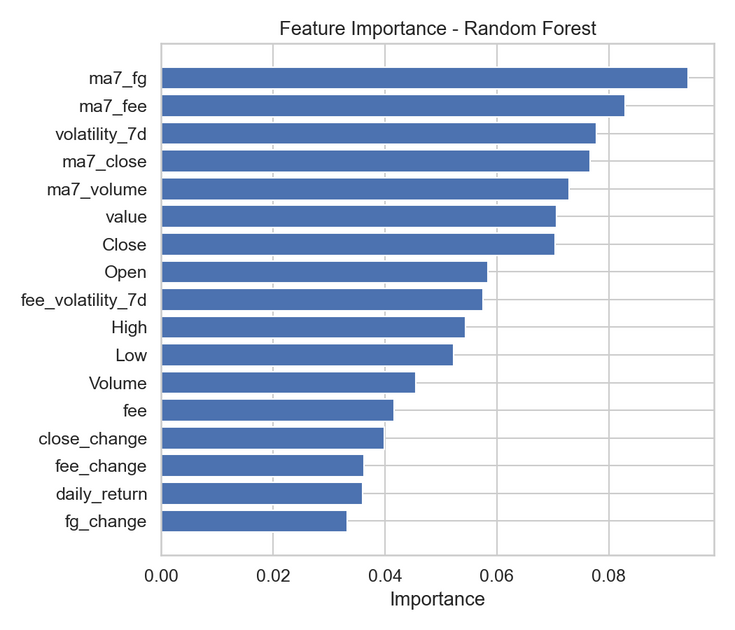 Feature Importance - Random Forest
ma7_fg
ma7_fee
volatility_7d
ma7_close
ma7_volume
value
Close
Open
fee_volatility_7d
High
Low
Volume
fee
close_change
fee_change
daily_return
fg_change
0.00 0.02 0.04 0.06 0.08
Importance